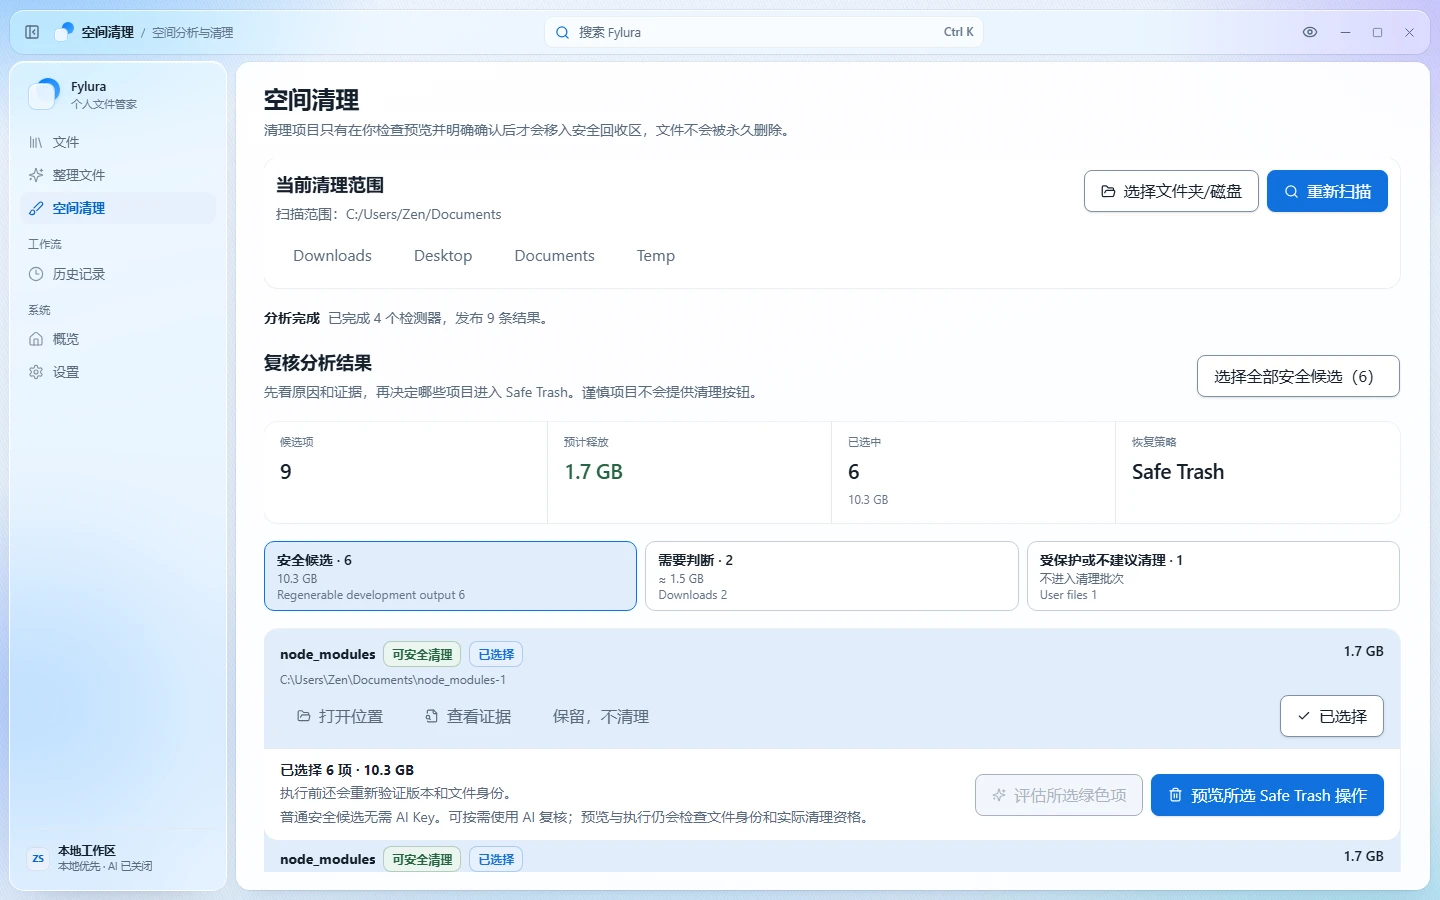 空间清理 / 空间分析与清理
搜索 Fylura
Ctrl K
Fylura
个人文件管家
文件
整理文件
空间清理
工作流
历史记录
系统
概览
设置
ZS
本地工作区
本地优先 · AI 已关闭
空间清理
清理项目只有在你检查预览并明确确认后才会移入安全回收区，文件不会被永久删除。
当前清理范围
扫描范围：C:/Users/Zen/Documents
选择文件夹/磁盘
重新扫描
Downloads
Desktop
Documents
Temp
分析完成 已完成 4 个检测器，发布 9 条结果。
复核分析结果
先看原因和证据，再决定哪些项目进入 Safe Trash。谨慎项目不会提供清理按钮。
选择全部安全候选（6）
候选项
9
预计释放
1.7 GB
已选中
6
10.3 GB
恢复策略
Safe Trash
安全候选 · 6
10.3 GB
Regenerable development output 6
需要判断 · 2
≈ 1.5 GB
Downloads 2
受保护或不建议清理 · 1
不进入清理批次
User files 1
node_modules 可安全清理 已选择
1.7 GB
C:\Users\Zen\Documents\node_modules-1
打开位置
查看证据
保留，不清理
已选择
已选择 6 项 · 10.3 GB
执行前还会重新验证版本和文件身份。
普通安全候选无需 AI Key。可按需使用 AI 复核；预览与执行仍会检查文件身份和实际清理资格。
评估所选绿色项
预览所选 Safe Trash 操作
node_modules 可安全清理 已选择
1.7 GB